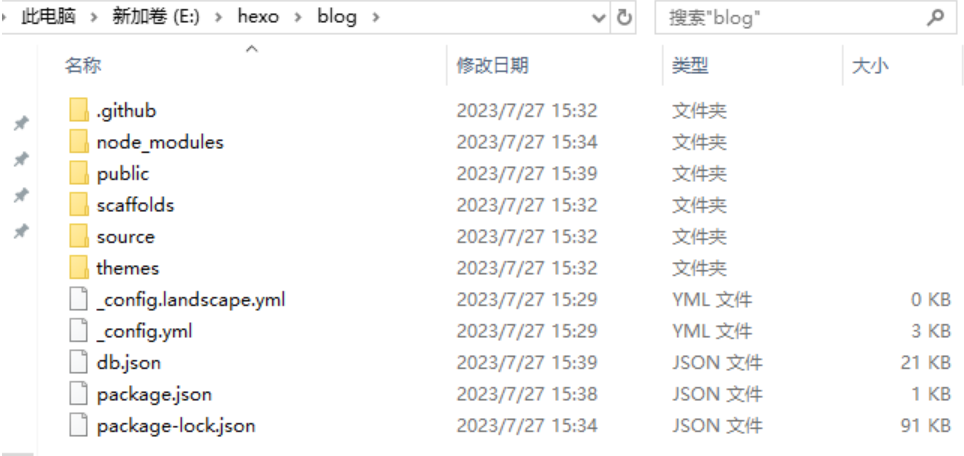 此电脑 > 新加卷 (E:) > hexo > blog > 搜索"blog"
名称 修改日期 类型 大小
.github 2023/7/27 15:32 文件夹
node_modules 2023/7/27 15:34 文件夹
public 2023/7/27 15:39 文件夹
scaffolds 2023/7/27 15:32 文件夹
source 2023/7/27 15:32 文件夹
themes 2023/7/27 15:32 文件夹
_config.landscape.yml 2023/7/27 15:29 YML 文件 0 KB
_config.yml 2023/7/27 15:29 YML 文件 3 KB
db.json 2023/7/27 15:39 JSON 文件 21 KB
package.json 2023/7/27 15:38 JSON 文件 1 KB
package-lock.json 2023/7/27 15:34 JSON 文件 91 KB